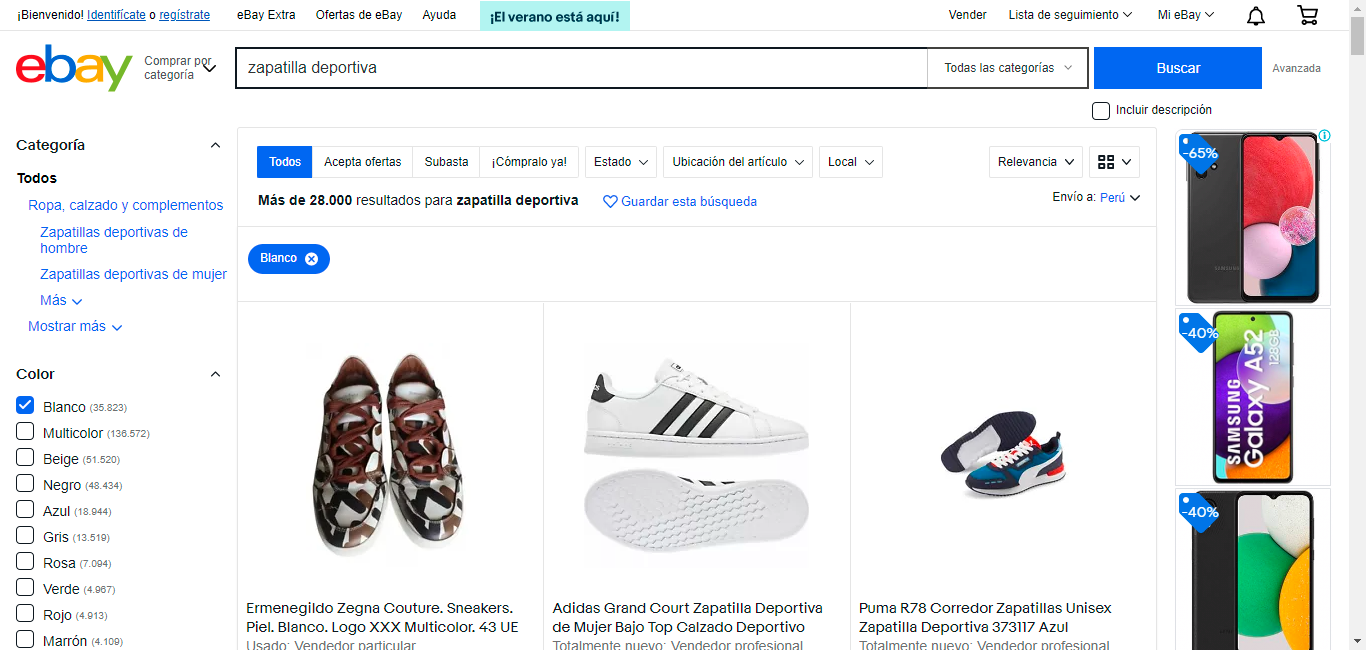 ¡Bienvenido! Identifícate o regístrate
eBay Extra
Ofertas de eBay
Ayuda
¡El verano está aquí!
Vender
Lista de seguimiento
Mi eBay
ebay
Comprar por
categoría
zapatilla deportiva
Todas las categorías
Buscar
Avanzada
Incluir descripción
Categoría
Todos
Ropa, calzado y complementos
Zapatillas deportivas de
hombre
Zapatillas deportivas de mujer
Más
Mostrar más
Color
Blanco (35.823)
Multicolor (136.572)
Beige (51.520)
Negro (48.434)
Azul (18.944)
Gris (13.519)
Rosa (7.094)
Verde (4.967)
Rojo (4.913)
Marrón (4.109)
Todos
Acepta ofertas
Subasta
¡Cómpralo ya!
Estado
Ubicación del artículo
Local
Relevancia
Más de 28.000 resultados para zapatilla deportiva
Guardar esta búsqueda
Envío a: Perú
Blanco
Ermenegildo Zegna Couture. Sneakers.
Piel. Blanco. Logo XXX Multicolor. 43 UE
Usado: Vendedor particular
Adidas Grand Court Zapatilla Deportiva
de Mujer Bajo Top Calzado Deportivo
Totalmente nuevo: Vendedor profesional
Puma R78 Corredor Zapatillas Unisex
Zapatilla Deportiva 373117 Azul
Totalmente nuevo: Vendedor profesional
-65%
SAMSUNG
-40%
SAMSUNG
Galaxy A52
128GB
-40%